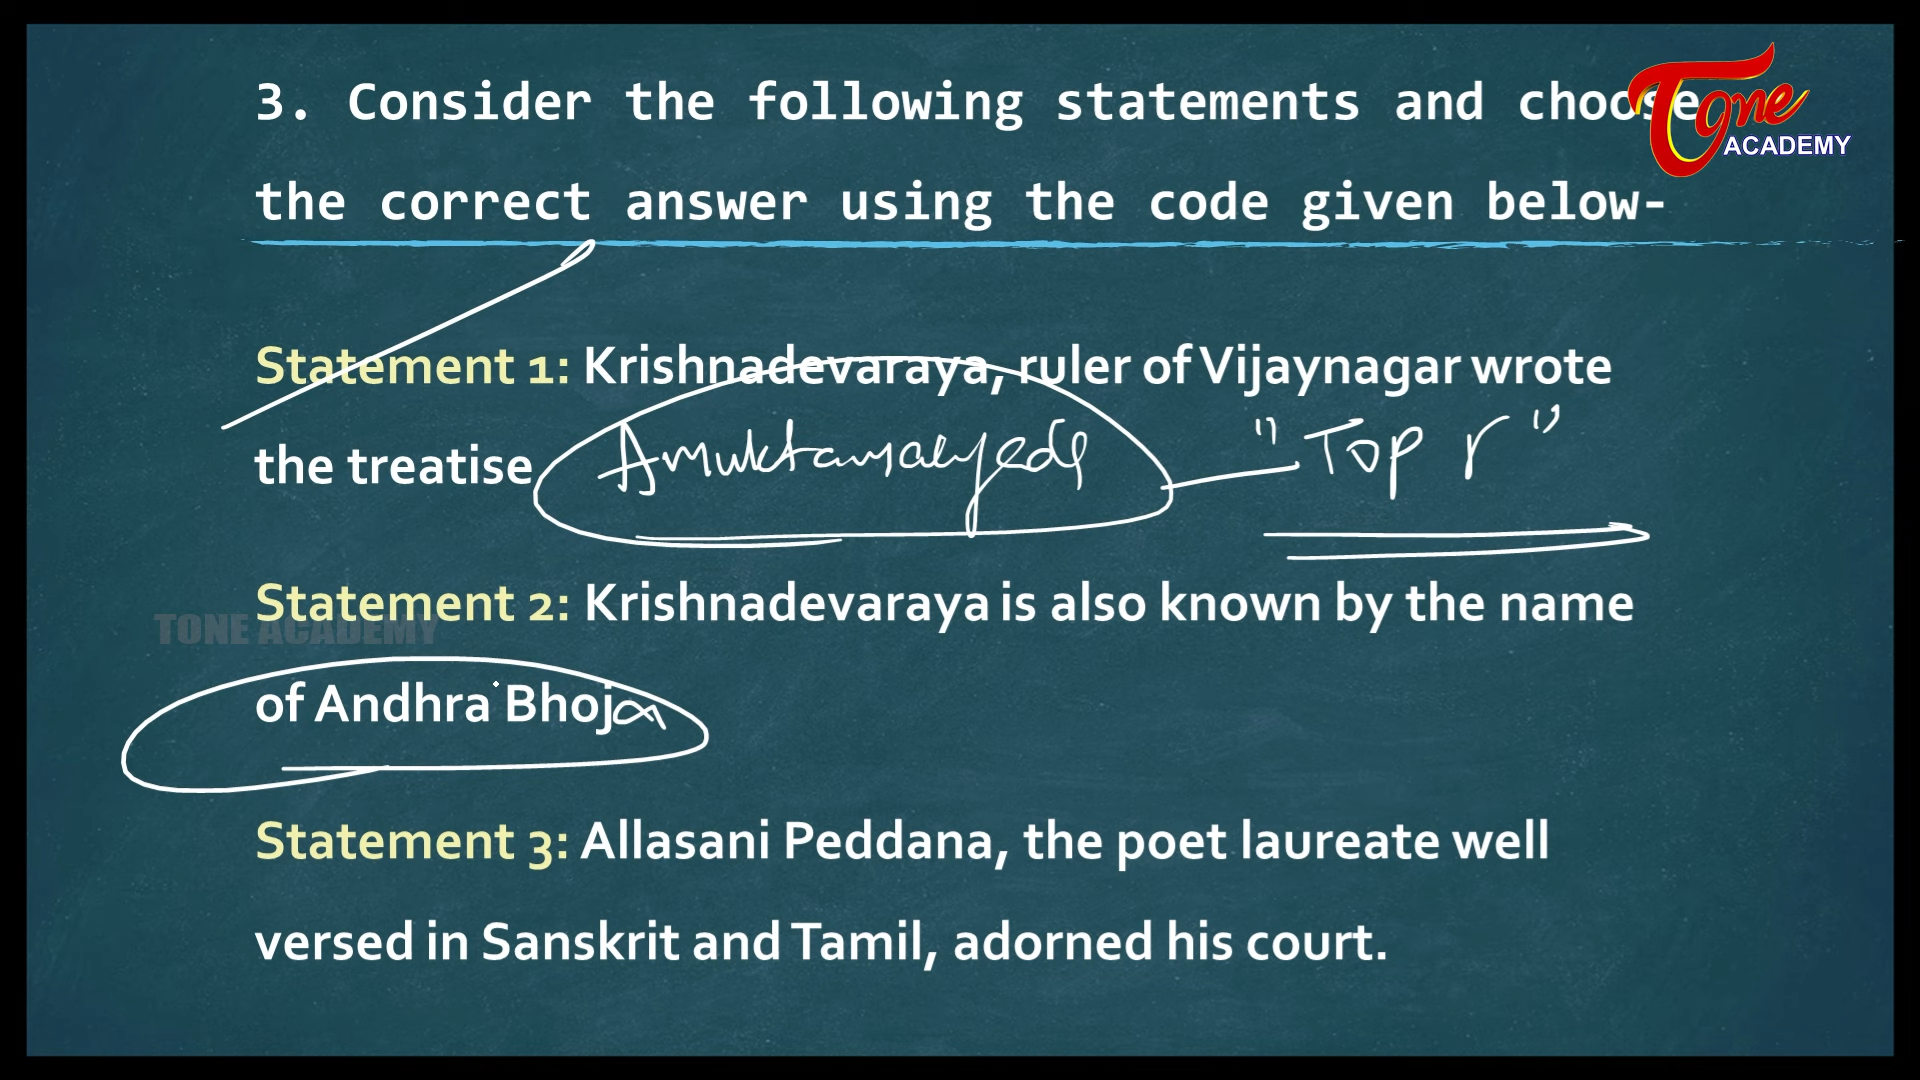 3. Consider the following statements and choose
Tone
ACADEMY
the correct answer using the code given below-
Statement 1: Krishnadevaraya, ruler of Vijaynagar wrote
the treatise Amuktamalyeda "Top r"
Statement 2: Krishnadevaraya is also known by the name
TONE ACADEMY
of Andhra Bhoja
Statement 3: Allasani Peddana, the poet laureate well
versed in Sanskrit and Tamil, adorned his court.